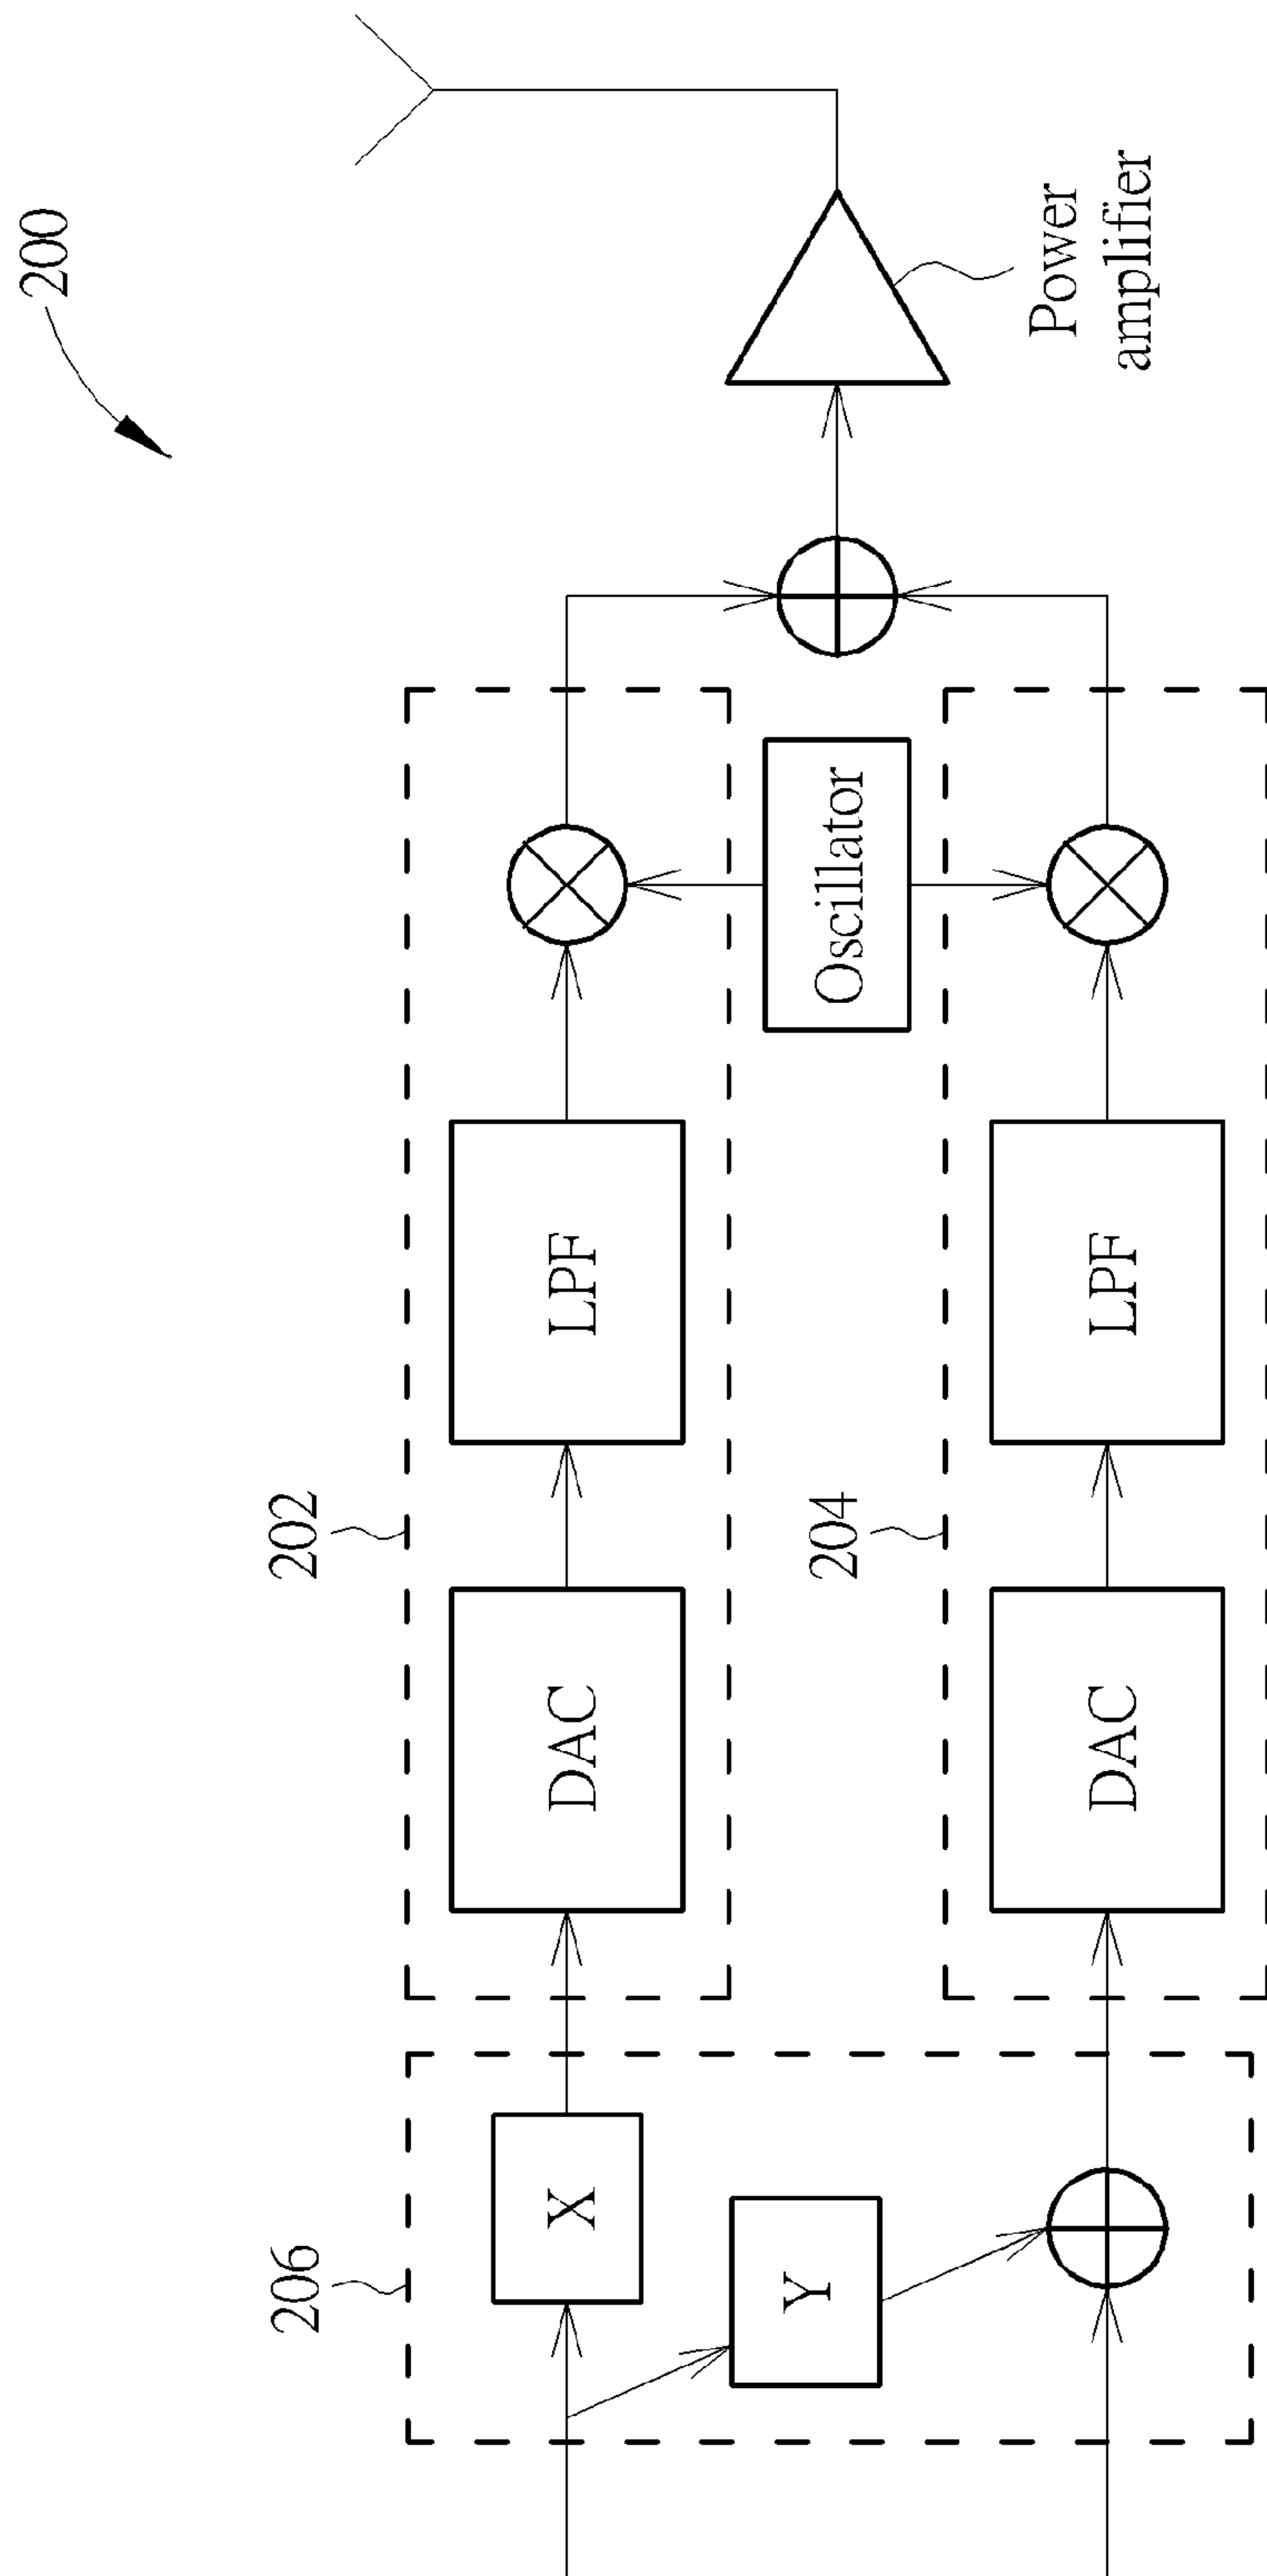 200
202
206
X
DAC
LPF
Y
Oscillator
Power
amplifier
204
DAC
LPF